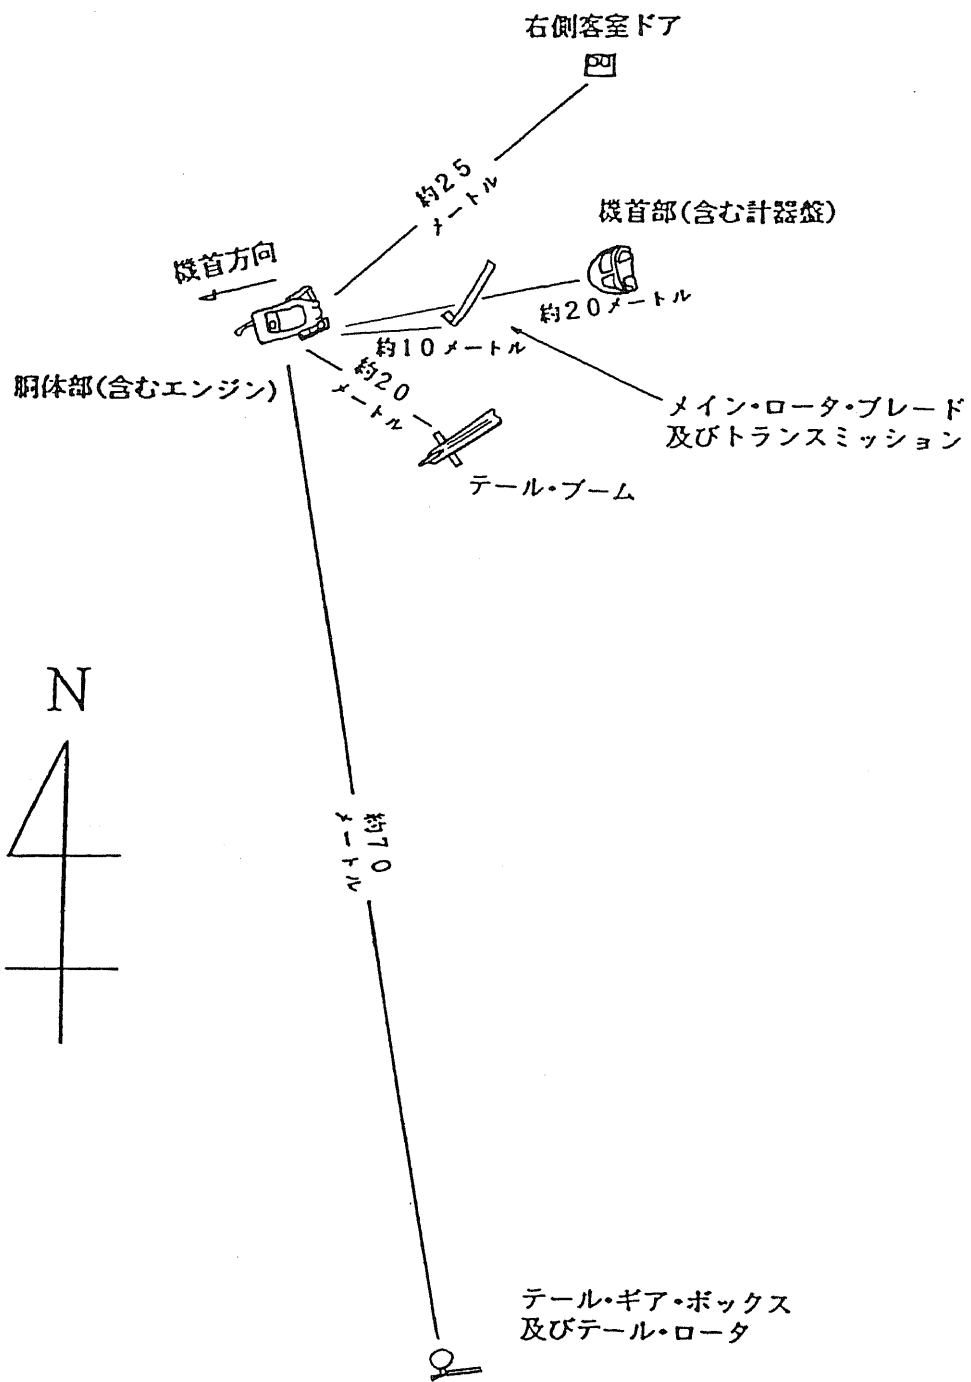 右側客室ドア
約25
メートル
機首部(含む計器盤)
機首方向
約20メートル
約10メートル
胴体部(含むエンジン)
約20
メートル
メイン・ロータ・ブレード
及びトランスミッション
テール・ブーム
N
約70
メートル
テール・ギア・ボックス
及びテール・ロータ